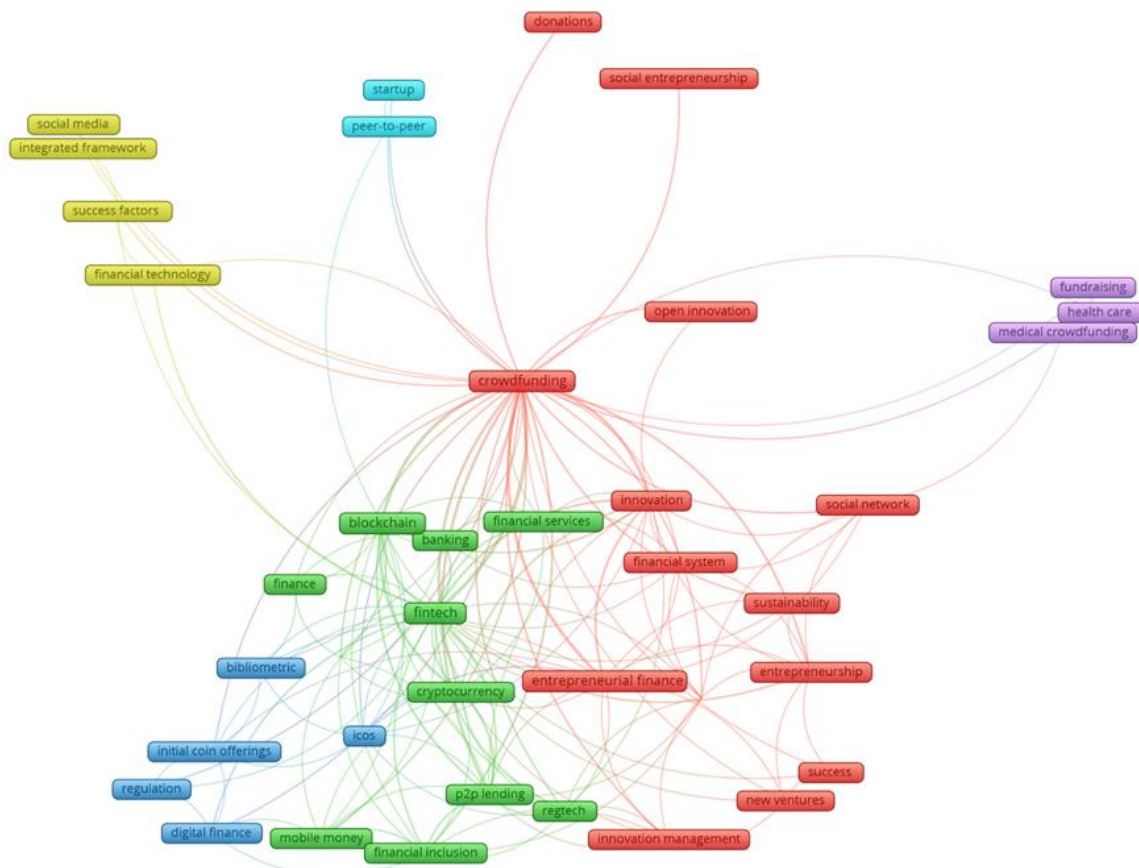 donations
social entrepreneurship
startup
peer-to-peer
social media
integrated framework
success factors
financial technology
fundraising
health care
medical crowdfunding
open innovation
crowdfunding
innovation
social network
blockchain
financial services
banking
financial system
finance
fintech
sustainability
bibliometric
entrepreneurial finance
entrepreneurship
cryptocurrency
icos
initial coin offerings
regulation
success
p2p lending
new ventures
regtech
digital finance
mobile money
financial inclusion
innovation management